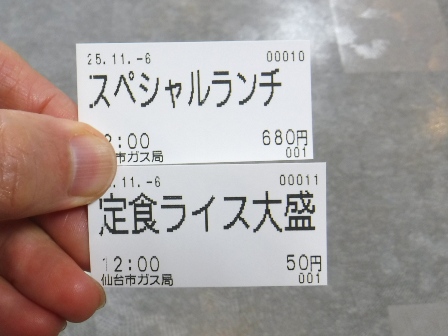 25.11.-6 00010
スペシャルランチ
2:00 680円
市ガス局 001
.11.-6 00011
定食ライス大盛
12:00 50円
仙台市ガス局 001